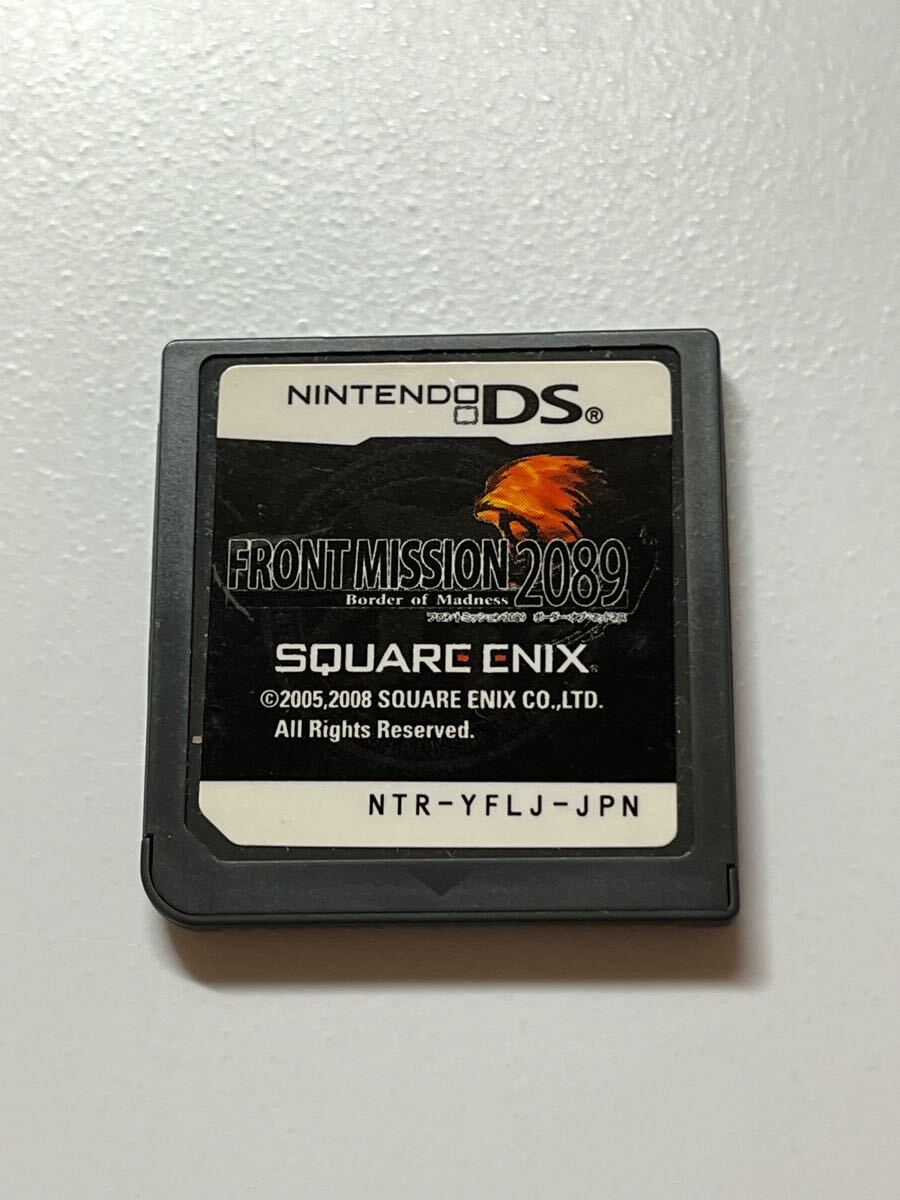 NINTENDO DS®
FRONT MISSION 2089
Border of Madness
フロントミッション2089 ボーダー・オブ・マッドネス
SQUARE ENIX
©2005,2008 SQUARE ENIX CO.,LTD.
All Rights Reserved.
NTR-YFLJ-JPN